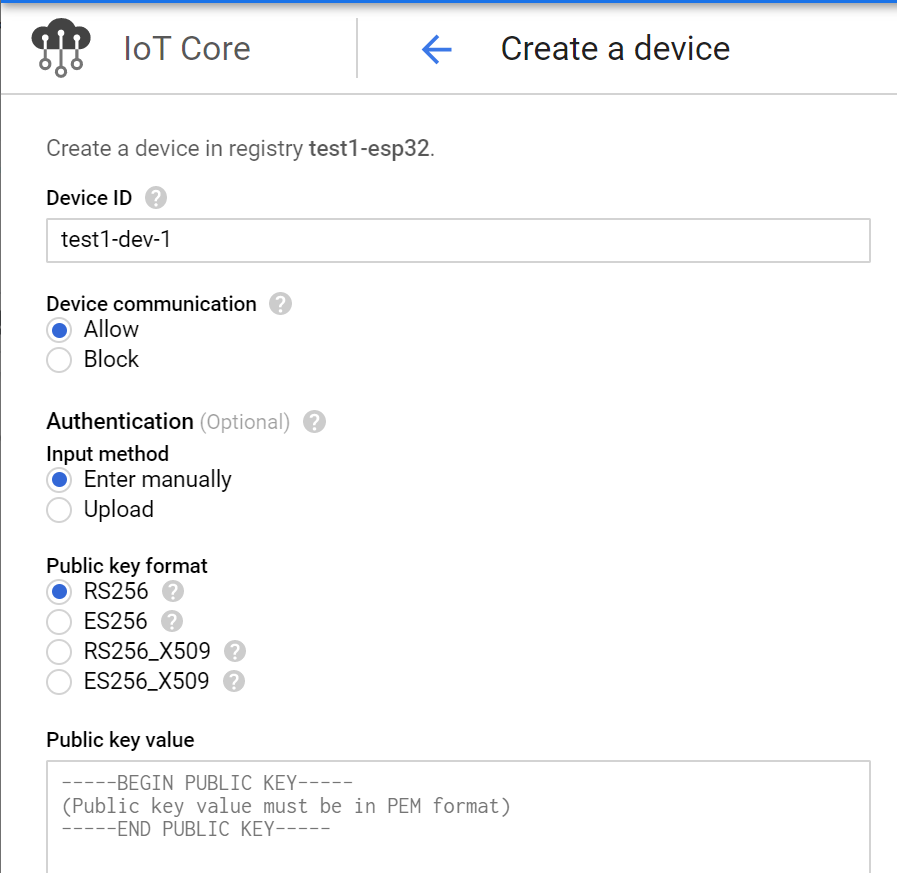 IoT Core
Create a device
Create a device in registry test1-esp32.
Device ID ?
test1-dev-1
Device communication ?
Allow
Block
Authentication (Optional) ?
Input method
Enter manually
Upload
Public key format
RS256 ?
ES256 ?
RS256_X509 ?
ES256_X509 ?
Public key value
-----BEGIN PUBLIC KEY-----
(Public key value must be in PEM format)
-----END PUBLIC KEY-----